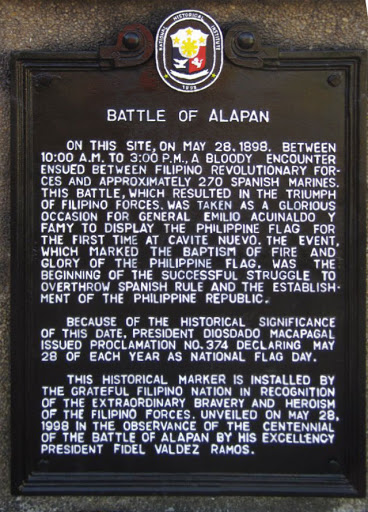 NATIONAL HISTORICAL INSTITUTE
1898
BATTLE OF ALAPAN
ON THIS SITE, ON MAY 28, 1898, BETWEEN
10:00 A.M. TO 3:00 P.M., A BLOODY ENCOUNTER
ENSUED BETWEEN FILIPINO REVOLUTIONARY FOR-
CES AND APPROXIMATELY 270 SPANISH MARINES.
THIS BATTLE, WHICH RESULTED IN THE TRIUMPH
OF FILIPINO FORCES, WAS TAKEN AS A GLORIOUS
OCCASION FOR GENERAL EMILIO AGUINALDO Y
FAMY TO DISPLAY THE PHILIPPINE FLAG FOR
THE FIRST TIME AT CAVITE NUEVO. THE EVENT,
WHICH MARKED THE BAPTISM OF FIRE AND
GLORY OF THE PHILIPPINE FLAG, WAS THE
BEGINNING OF THE SUCCESSFUL STRUGGLE TO
OVERTHROW SPANISH RULE AND THE ESTABLISH-
MENT OF THE PHILIPPINE REPUBLIC.
BECAUSE OF THE HISTORICAL SIGNIFICANCE
OF THIS DATE, PRESIDENT DIOSDADO MACAPAGAL
ISSUED PROCLAMATION NO. 374 DECLARING MAY
28 OF EACH YEAR AS NATIONAL FLAG DAY.
THIS HISTORICAL MARKER IS INSTALLED BY
THE GRATEFUL FILIPINO NATION IN RECOGNITION
OF THE EXTRAORDINARY BRAVERY AND HEROISM
OF THE FILIPINO FORCES. UNVEILED ON MAY 28,
1998 IN THE OBSERVANCE OF THE CENTENNIAL
OF THE BATTLE OF ALAPAN BY HIS EXCELLENCY
PRESIDENT FIDEL VALDEZ RAMOS.